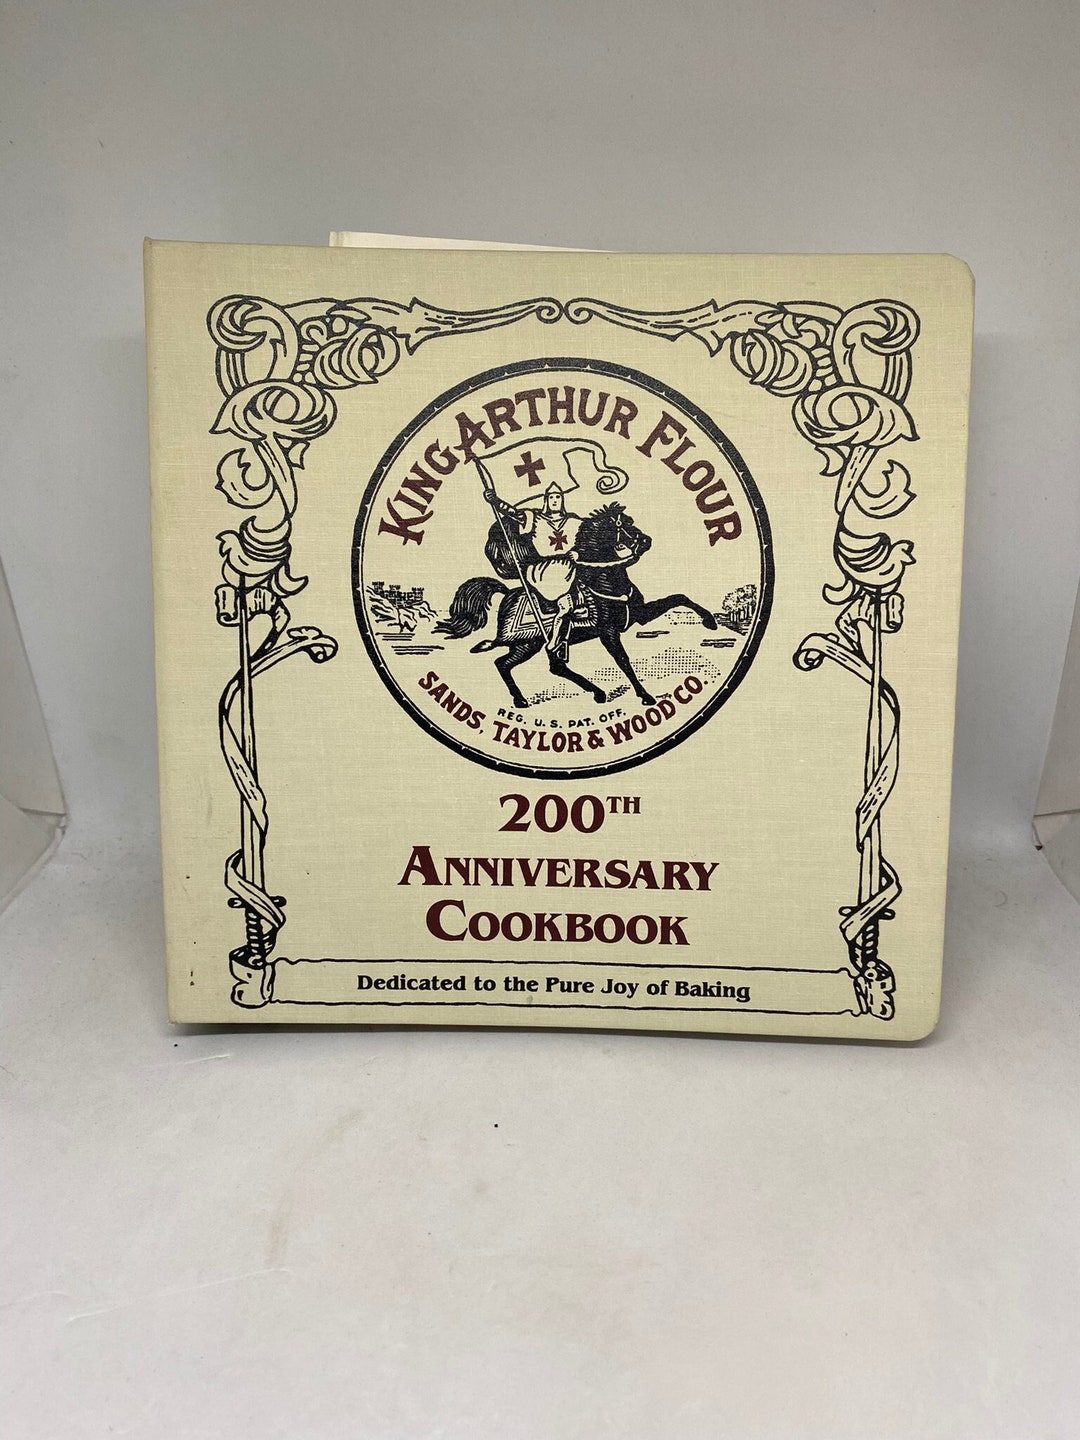 KING ARTHUR FLOUR
REG. U.S. PAT. OFF.
SANDS, TAYLOR & WOOD CO.
200TH
ANNIVERSARY
COOKBOOK
Dedicated to the Pure Joy of Baking